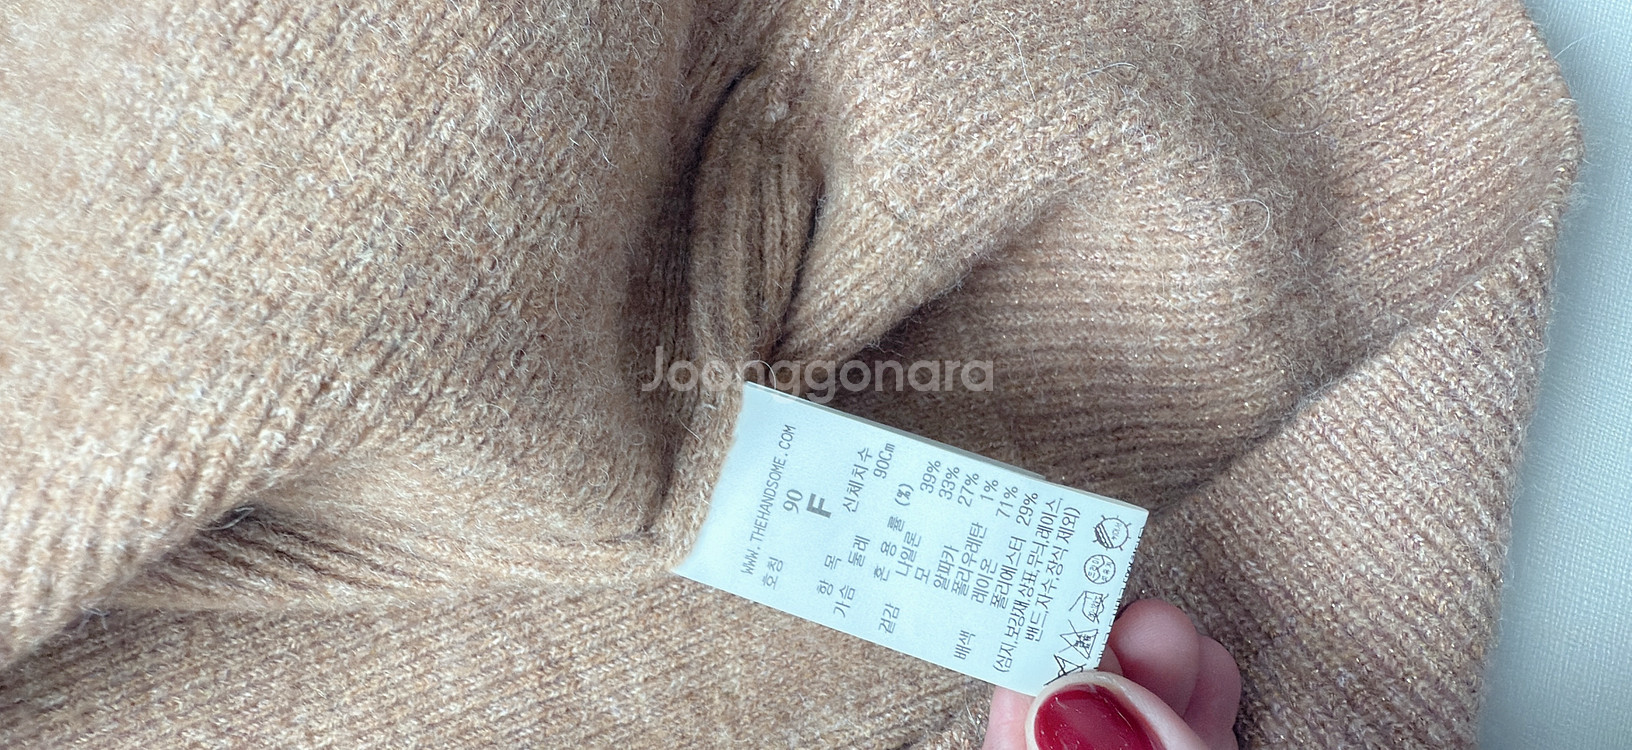 Joonggonara
WWW.THEHANDSOME.COM
호칭 90
F
항 목 신체치수
가슴 둘레 90Cm
혼 용 률 (%)
겉감 나일론 39%
모 33%
알파카 27%
폴리우레탄 1%
배색 레이온 71%
폴리에스터 29%
(심지,보강재,상표,무늬,레이스,
밴드,자수,장식 제외)